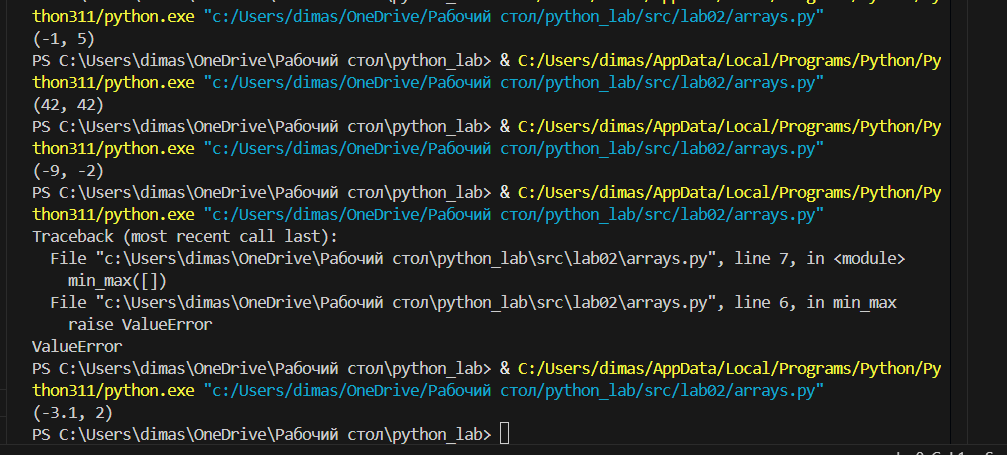 thon311/python.exe "c:/Users/dimas/OneDrive/Рабочий стол/python_lab/src/lab02/arrays.py"
(-1, 5)
PS C:\Users\dimas\OneDrive\Рабочий стол\python_lab> & C:/Users/dimas/AppData/Local/Programs/Python/Py
thon311/python.exe "c:/Users/dimas/OneDrive/Рабочий стол/python_lab/src/lab02/arrays.py"
(42, 42)
PS C:\Users\dimas\OneDrive\Рабочий стол\python_lab> & C:/Users/dimas/AppData/Local/Programs/Python/Py
thon311/python.exe "c:/Users/dimas/OneDrive/Рабочий стол/python_lab/src/lab02/arrays.py"
(-9, -2)
PS C:\Users\dimas\OneDrive\Рабочий стол\python_lab> & C:/Users/dimas/AppData/Local/Programs/Python/Py
thon311/python.exe "c:/Users/dimas/OneDrive/Рабочий стол/python_lab/src/lab02/arrays.py"
Traceback (most recent call last):
  File "c:\Users\dimas\OneDrive\Рабочий стол\python_lab\src\lab02\arrays.py", line 7, in <module>
    min_max([])
  File "c:\Users\dimas\OneDrive\Рабочий стол\python_lab\src\lab02\arrays.py", line 6, in min_max
    raise ValueError
ValueError
PS C:\Users\dimas\OneDrive\Рабочий стол\python_lab> & C:/Users/dimas/AppData/Local/Programs/Python/Py
thon311/python.exe "c:/Users/dimas/OneDrive/Рабочий стол/python_lab/src/lab02/arrays.py"
(-3.1, 2)
PS C:\Users\dimas\OneDrive\Рабочий стол\python_lab>